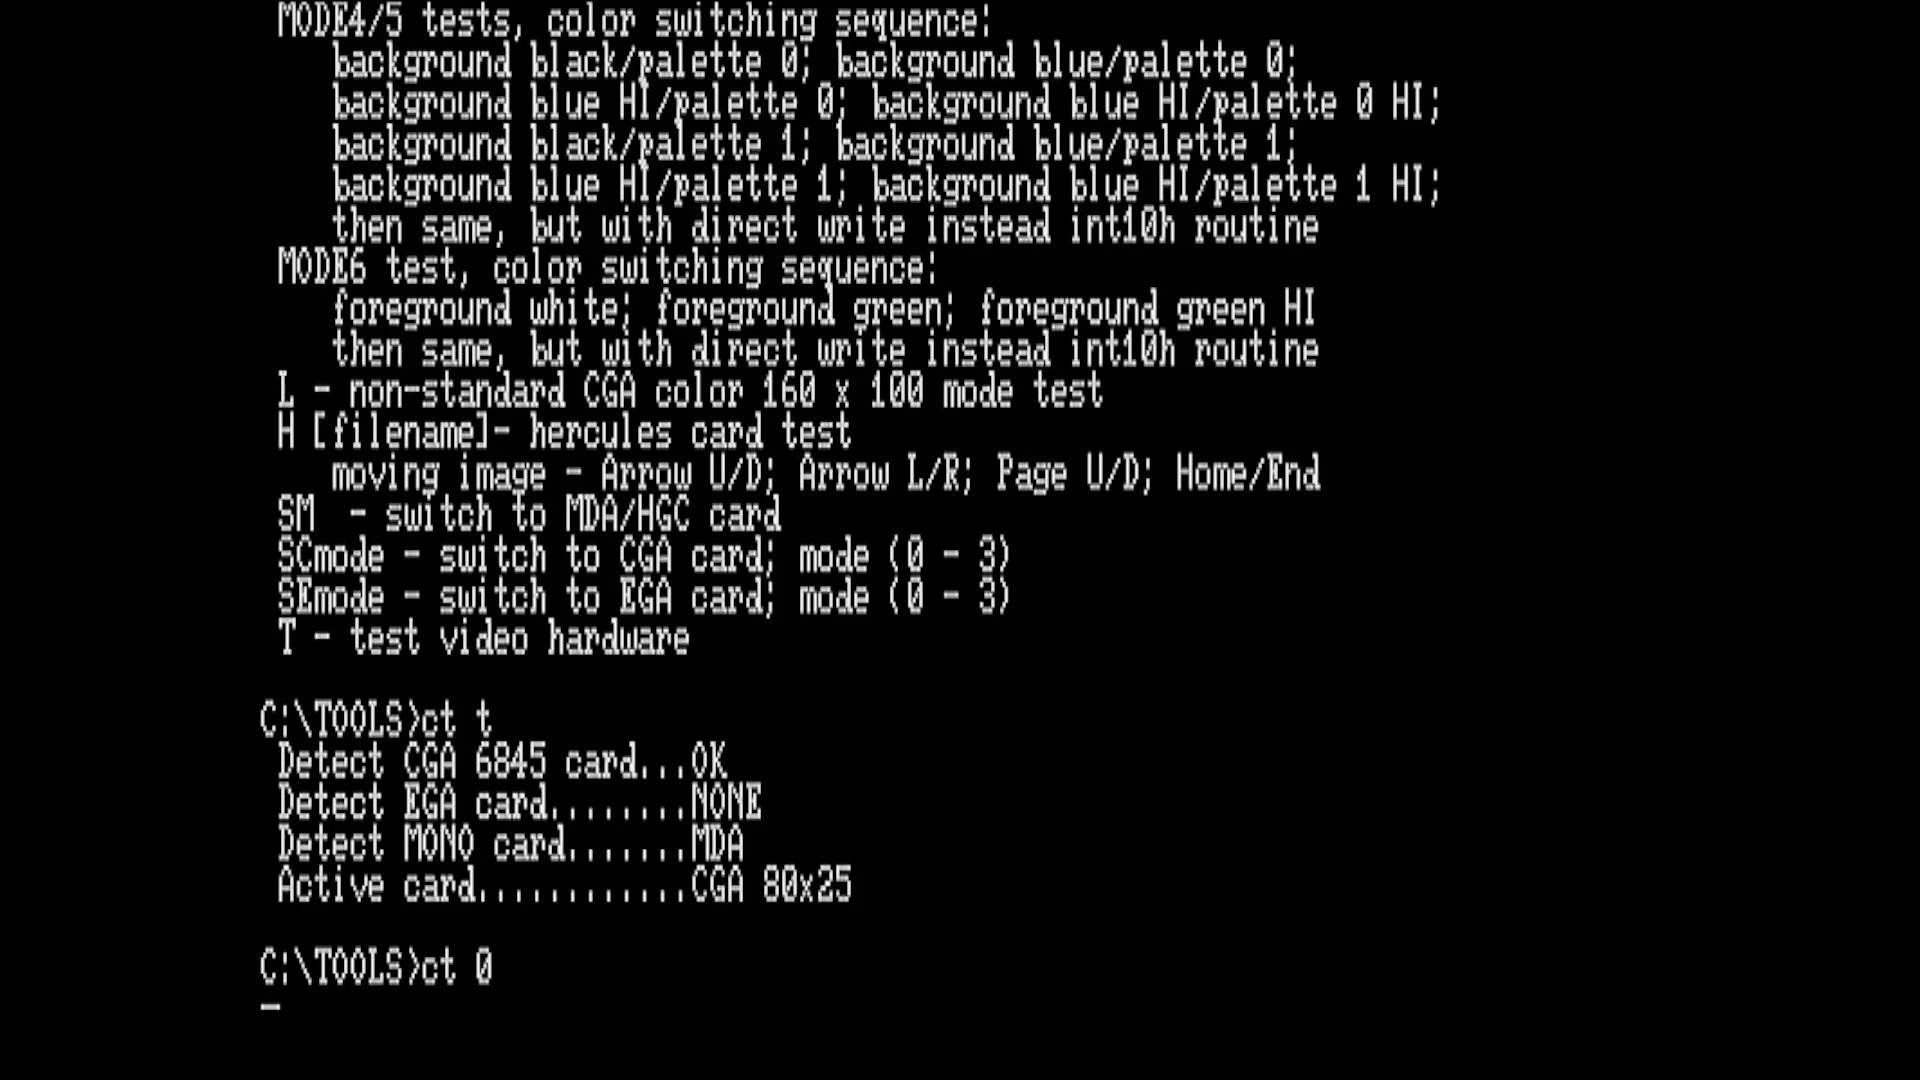 MODE4/5 tests, color switching sequence:
background black/palette 0; background blue/palette 0;
background blue HI/palette 0; background blue HI/palette 0 HI;
background black/palette 1; background blue/palette 1;
background blue HI/palette 1; background blue HI/palette 1 HI;
then same, but with direct write instead int10h routine
MODE6 test, color switching sequence:
foreground white; foreground green; foreground green HI
then same, but with direct write instead int10h routine
L - non-standard CGA color 160 x 100 mode test
H [filename]- hercules card test
moving image - Arrow U/D; Arrow L/R; Page U/D; Home/End
SM  - switch to MDA/HGC card
SCmode - switch to CGA card; mode (0 - 3)
SEmode - switch to EGA card; mode (0 - 3)
T - test video hardware
C:\TOOLS>ct t
Detect CGA 6845 card...OK
Detect EGA card........NONE
Detect MONO card.......MDA
Active card............CGA 80x25
C:\TOOLS>ct 0